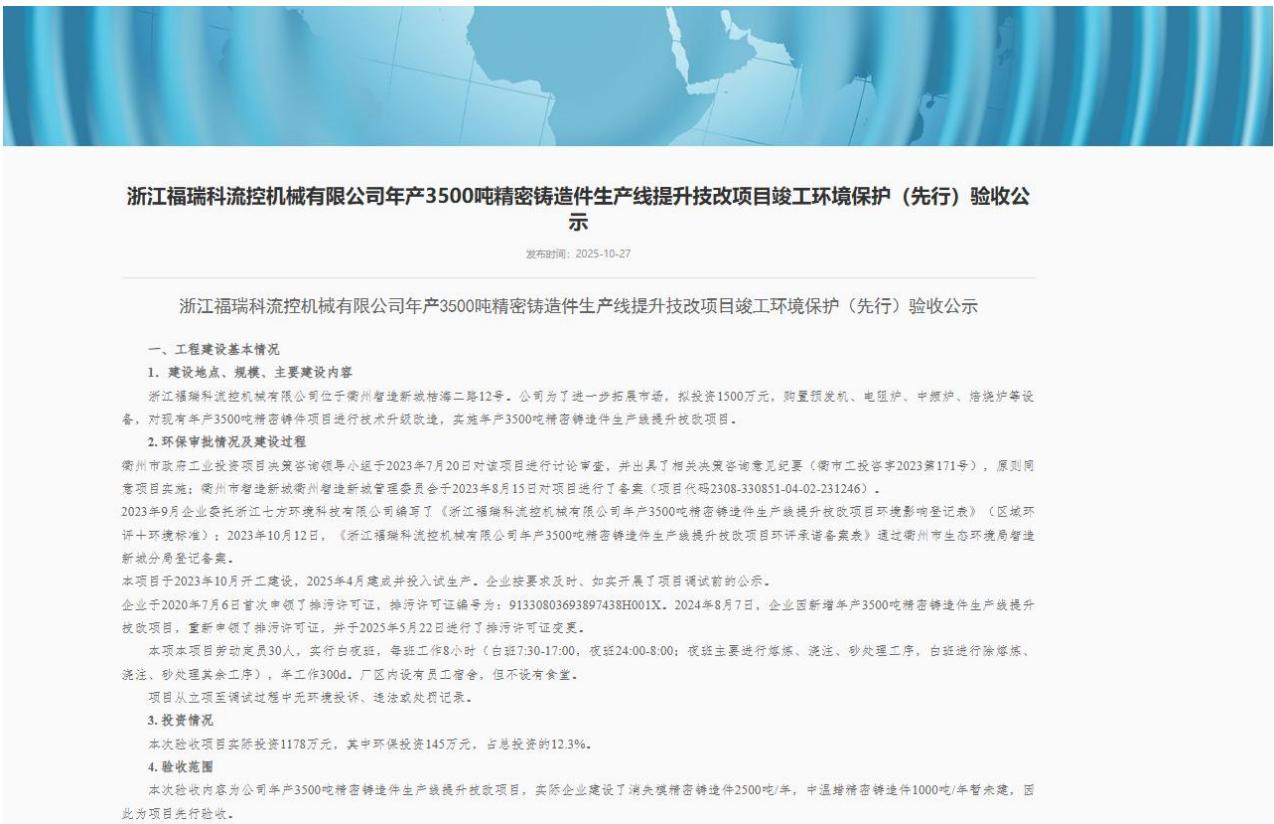 浙江福瑞科流控机械有限公司年产3500吨精密铸造件生产线提升技改项目竣工环境保护（先行）验收公
示
发布时间：2025-10-27
浙江福瑞科流控机械有限公司年产3500吨精密铸造件生产线提升技改项目竣工环境保护（先行）验收公示
一、工程建设基本情况
1. 建设地点、规模、主要建设内容
浙江福瑞科流控机械有限公司位于衢州智造新城桔海二路12号。公司为了进一步拓展市场，拟投资1500万元，购置预发机、电阻炉、中频炉、焙烧炉等设
备，对现有年产3500吨精密铸件项目进行技术升级改造，实施年产3500吨精密铸造件生产线提升技改项目。
2. 环保审批情况及建设过程
衢州市政府工业投资项目决策咨询领导小组于2023年7月20日对该项目进行讨论审查，并出具了相关决策咨询意见纪要（衢市工投咨字2023第171号），原则同
意项目实施；衢州市智造新城衢州智造新城管理委员会于2023年8月15日对项目进行了备案（项目代码2308-330851-04-02-231246）。
2023年9月企业委托浙江七方环境科技有限公司编写了《浙江福瑞科流控机械有限公司年产3500吨精密铸造件生产线提升技改项目环境影响登记表》（区域环
评＋环境标准）；2023年10月12日，《浙江福瑞科流控机械有限公司年产3500吨精密铸造件生产线提升技改项目环评承诺备案表》通过衢州市生态环境局智造
新城分局登记备案。
本项目于2023年10月开工建设，2025年4月建成并投入试生产。企业按要求及时、如实开展了项目调试前的公示。
企业于2020年7月6日首次申领了排污许可证，排污许可证编号为：91330803693897438H001X。2024年8月7日，企业因新增年产3500吨精密铸造件生产线提升
技改项目，重新申领了排污许可证，并于2025年5月22日进行了排污许可证变更。
本项本项目劳动定员30人，实行白夜班，每班工作8小时（白班7:30-17:00，夜班24:00-8:00；夜班主要进行熔炼、浇注、砂处理工序，白班进行除熔炼、
浇注、砂处理其余工序），年工作300d。厂区内设有员工宿舍，但不设有食堂。
项目从立项至调试过程中无环境投诉、违法或处罚记录。
3. 投资情况
本次验收项目实际投资1178万元，其中环保投资145万元，占总投资的12.3%。
4. 验收范围
本次验收内容为公司年产3500吨精密铸造件生产线提升技改项目，实际企业建设了消失模精密铸造件2500吨/年，中温蜡精密铸造件1000吨/年暂未建，因
此为项目先行验收。